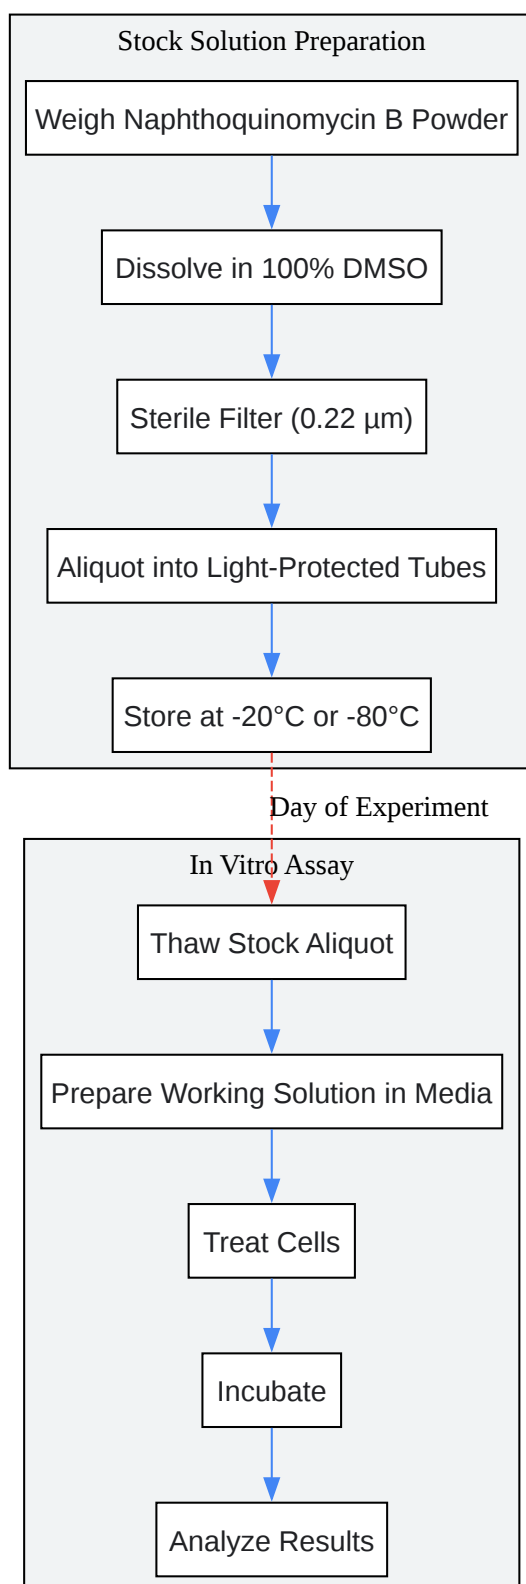 Stock Solution Preparation
Weigh Naphthoquinomycin B Powder
Dissolve in 100% DMSO
Sterile Filter (0.22 µm)
Aliquot into Light-Protected Tubes
Store at -20°C or -80°C
Day of Experiment
In Vitro Assay
Thaw Stock Aliquot
Prepare Working Solution in Media
Treat Cells
Incubate
Analyze Results